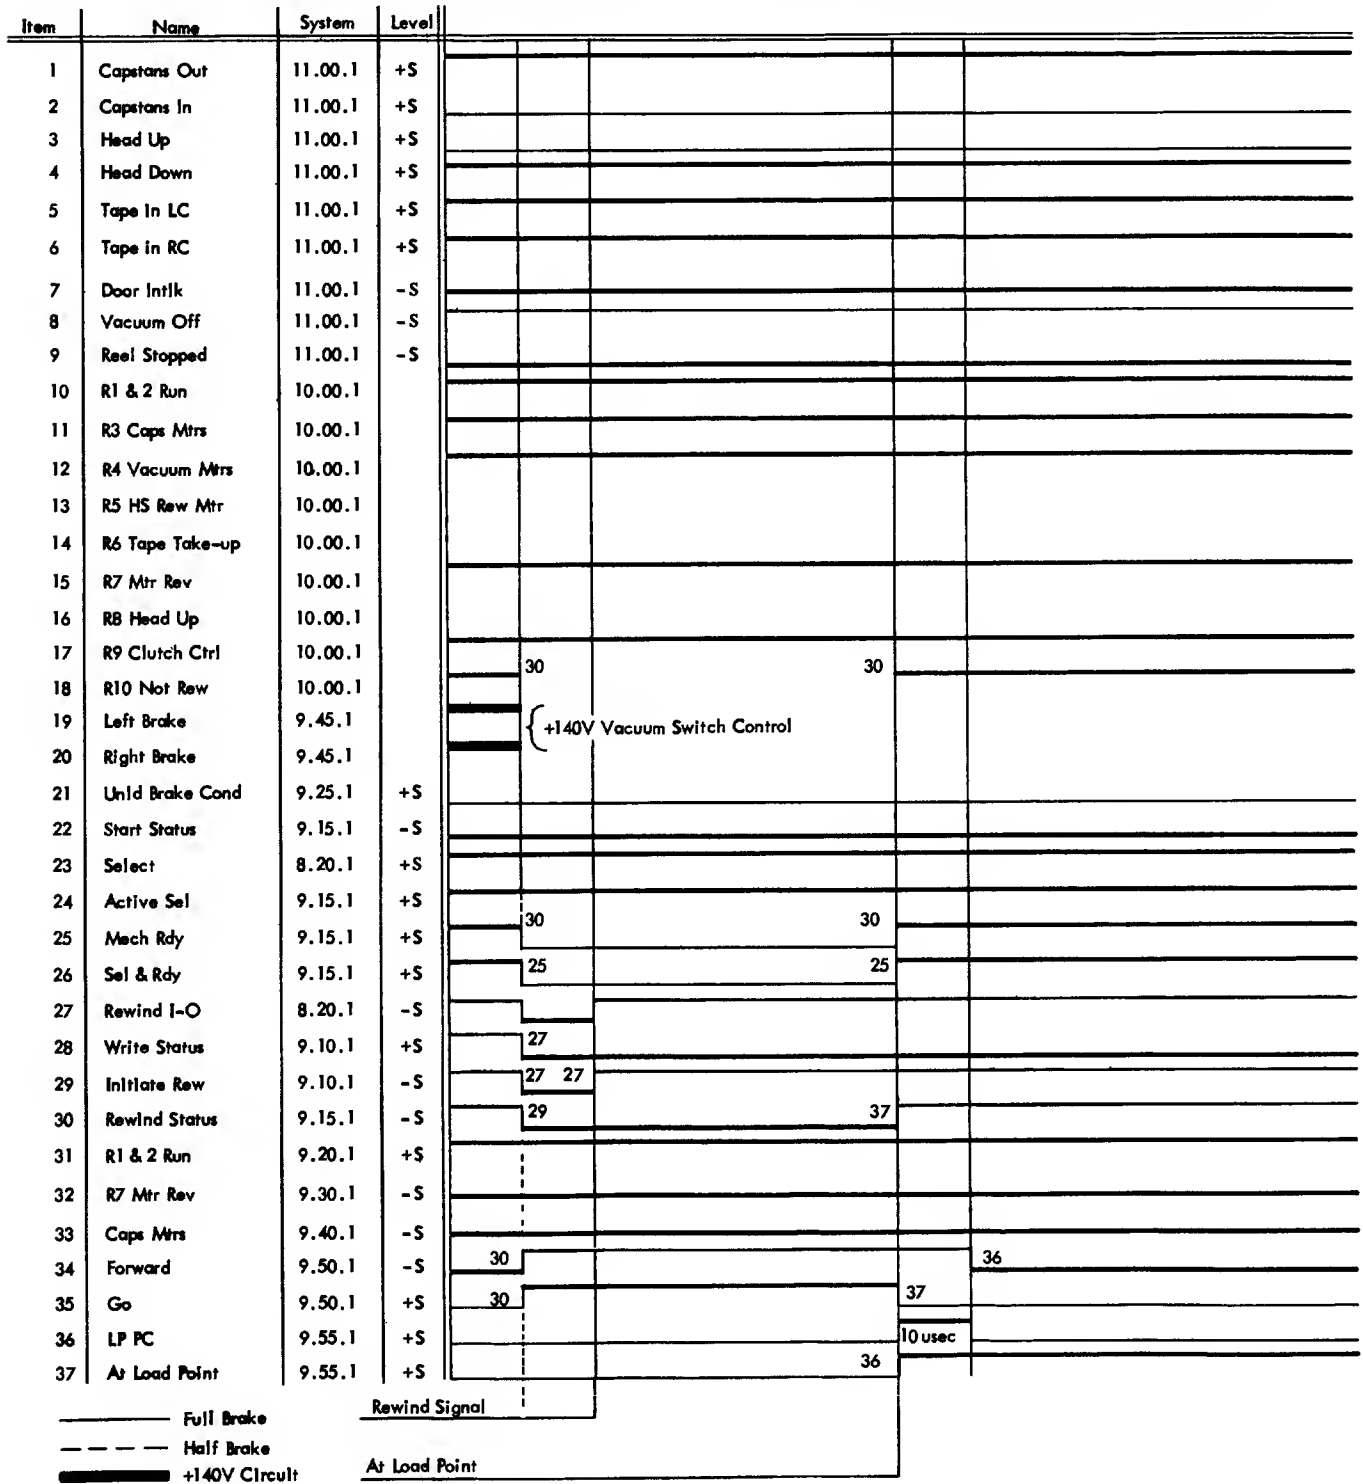 Item Name System Level
1 Capstans Out 11.00.1 +S
2 Capstans In 11.00.1 +S
3 Head Up 11.00.1 +S
4 Head Down 11.00.1 +S
5 Tape in LC 11.00.1 +S
6 Tape in RC 11.00.1 +S
7 Door Intlk 11.00.1 -S
8 Vacuum Off 11.00.1 -S
9 Reel Stopped 11.00.1 -S
10 R1 & 2 Run 10.00.1
11 R3 Caps Mtrs 10.00.1
12 R4 Vacuum Mtrs 10.00.1
13 R5 HS Rew Mtr 10.00.1
14 R6 Tape Take-up 10.00.1
15 R7 Mtr Rev 10.00.1
16 R8 Head Up 10.00.1
17 R9 Clutch Ctrl 10.00.1
30 30
18 R10 Not Rew 10.00.1
19 Left Brake 9.45.1
+140V Vacuum Switch Control
20 Right Brake 9.45.1
21 Unld Brake Cond 9.25.1 +S
22 Start Status 9.15.1 -S
23 Select 8.20.1 +S
24 Active Sel 9.15.1 +S
30 30
25 Mech Rdy 9.15.1 +S
26 Sel & Rdy 9.15.1 +S 25 25
27 Rewind I-O 8.20.1 -S
28 Write Status 9.10.1 +S 27
29 Initiate Rew 9.10.1 -S 27 27
30 Rewind Status 9.15.1 -S 29 37
31 R1 & 2 Run 9.20.1 +S
32 R7 Mtr Rev 9.30.1 -S
33 Caps Mtrs 9.40.1 -S
34 Forward 9.50.1 -S 30 36
35 Go 9.50.1 +S 30 37
36 LP PC 9.55.1 +S 10 usec
37 At Load Point 9.55.1 +S 36
Rewind Signal
Full Brake
Half Brake
+140V Circuit
At Load Point